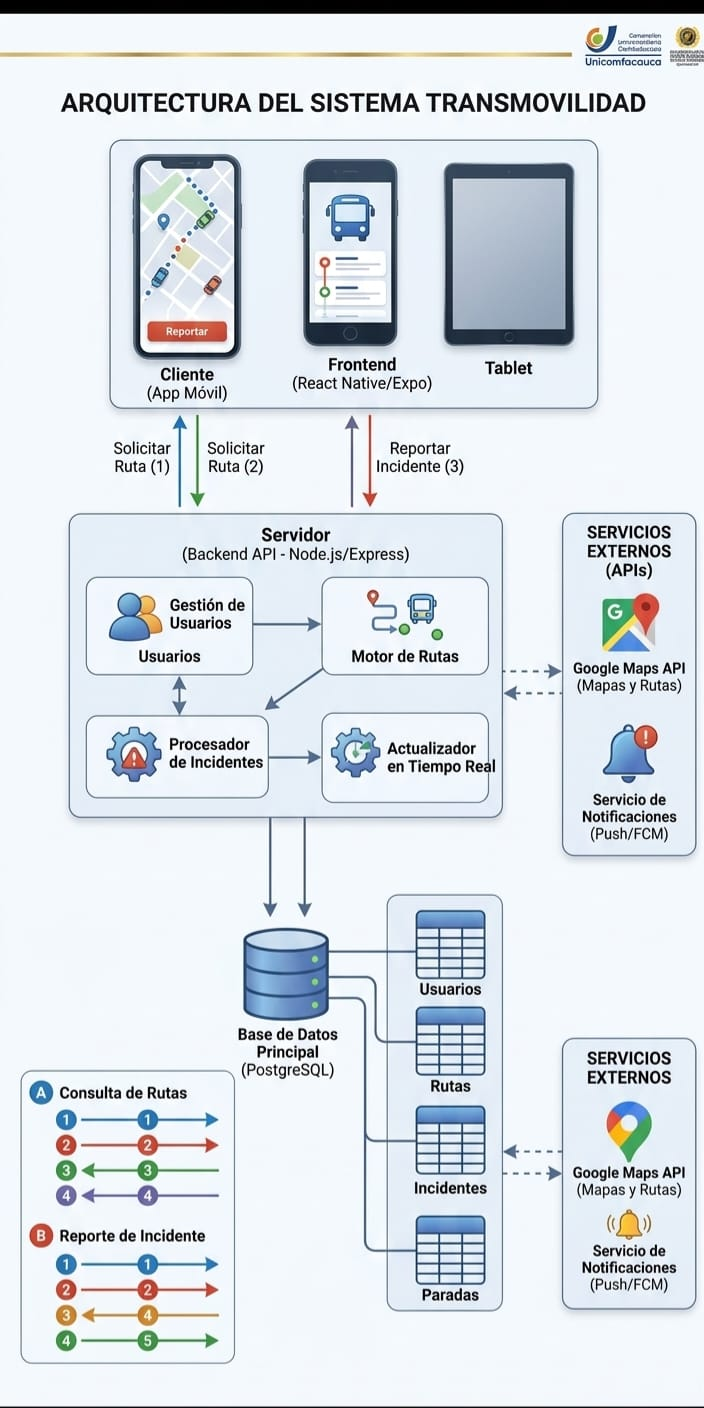 Unicomfacauca
ARQUITECTURA DEL SISTEMA TRANSMOVILIDAD
Reportar
Cliente
(App Móvil)
Frontend
(React Native/Expo)
Tablet
Solicitar
Ruta (1)
Solicitar
Ruta (2)
Reportar
Incidente (3)
Servidor
(Backend API - Node.js/Express)
Gestión de
Usuarios
Usuarios
Motor de Rutas
Procesador
de Incidentes
Actualizador
en Tiempo Real
SERVICIOS
EXTERNOS
(APIs)
G
Google Maps API
(Mapas y Rutas)
!
Servicio de
Notificaciones
(Push/FCM)
Base de Datos
Principal
(PostgreSQL)
Usuarios
Rutas
Incidentes
Paradas
SERVICIOS
EXTERNOS
Google Maps API
(Mapas y Rutas)
Servicio de
Notificaciones
(Push/FCM)
A Consulta de Rutas
1 1
2 2
3 3
4 4
B Reporte de Incidente
1 1
2 2
3 4
4 5